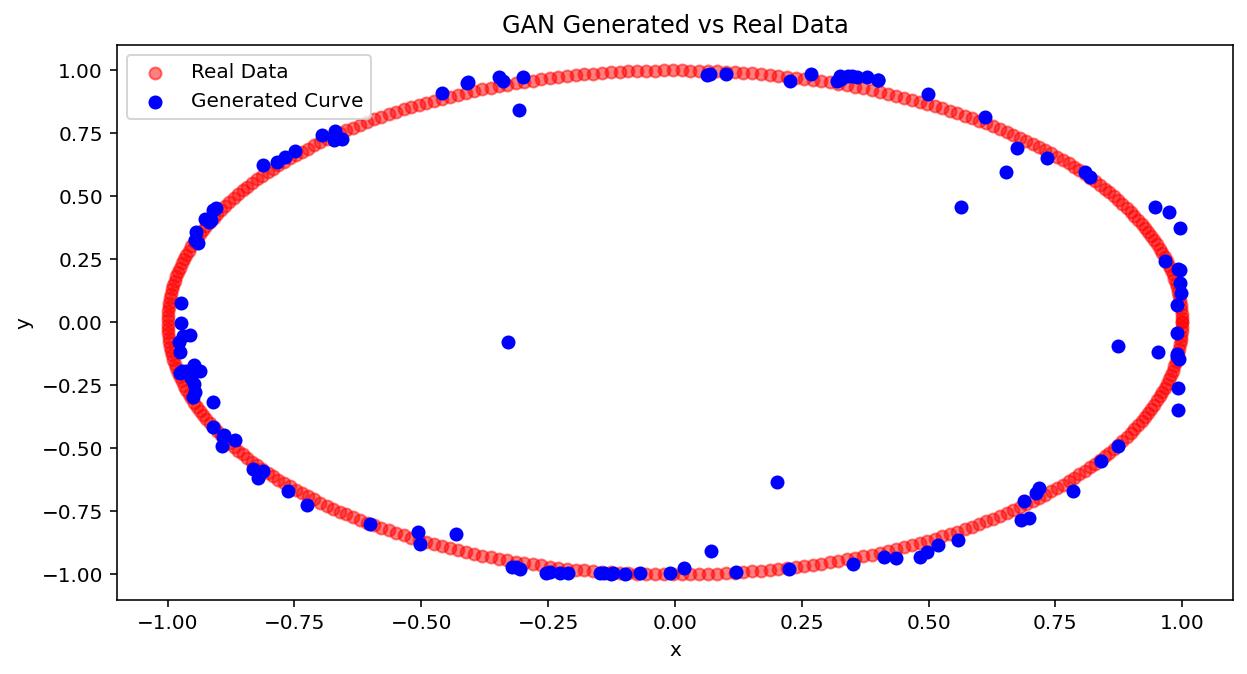 GAN Generated vs Real Data
Real Data
Generated Curve
1.00
0.75
0.50
0.25
0.00
−0.25
−0.50
−0.75
−1.00
y
−1.00 −0.75 −0.50 −0.25 0.00 0.25 0.50 0.75 1.00
x